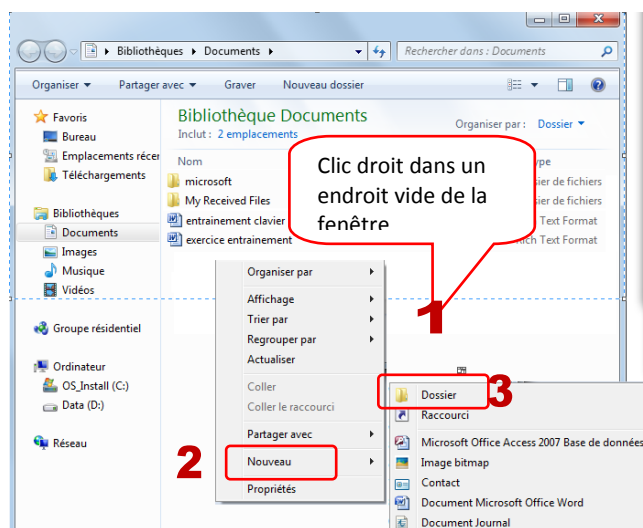 Bibliothèques Documents
Rechercher dans : Documents
Organiser Partager avec Graver Nouveau dossier
Favoris
Bureau
Emplacements récen
Téléchargements
Bibliothèques
Documents
Images
Musique
Vidéos
Groupe résidentiel
Ordinateur
OS_Install (C:)
Data (D:)
Réseau
Bibliothèque Documents
Inclut : 2 emplacements
Organiser par : Dossier
Nom ype
microsoft sier de fichiers
My Received Files sier de fichiers
entrainement clavier Text Format
exercice entrainement ich Text Format
Clic droit dans un
endroit vide de la
fenêtre
1
Organiser par
Affichage
Trier par
Regrouper par
Actualiser
Coller
Coller le raccourci
Partager avec
2
Nouveau
Propriétés
Dossier
3
Raccourci
Microsoft Office Access 2007 Base de données
Image bitmap
Contact
Document Microsoft Office Word
Document Journal